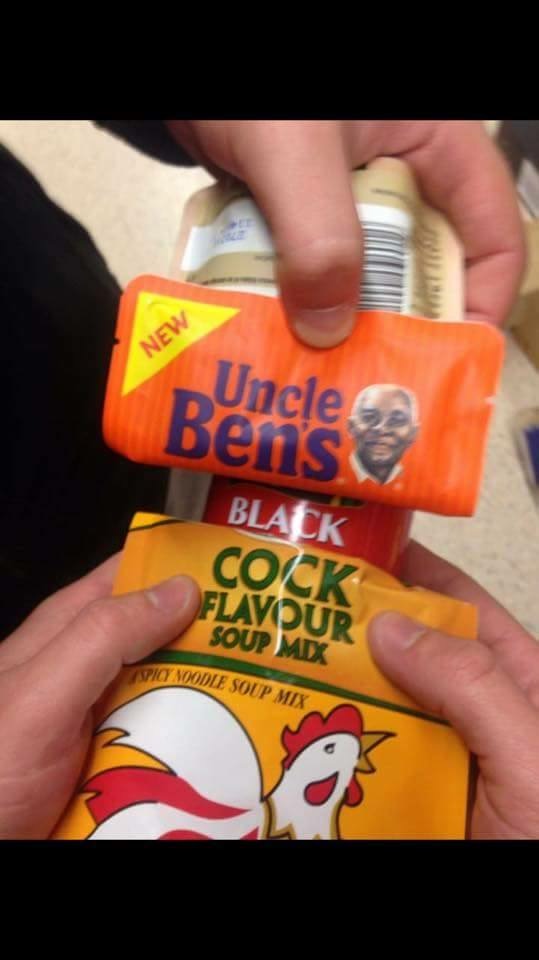 NEW
Uncle
Ben's
BLACK
COCK
FLAVOUR
SOUP MIX
A SPICY NOODLE SOUP MIX